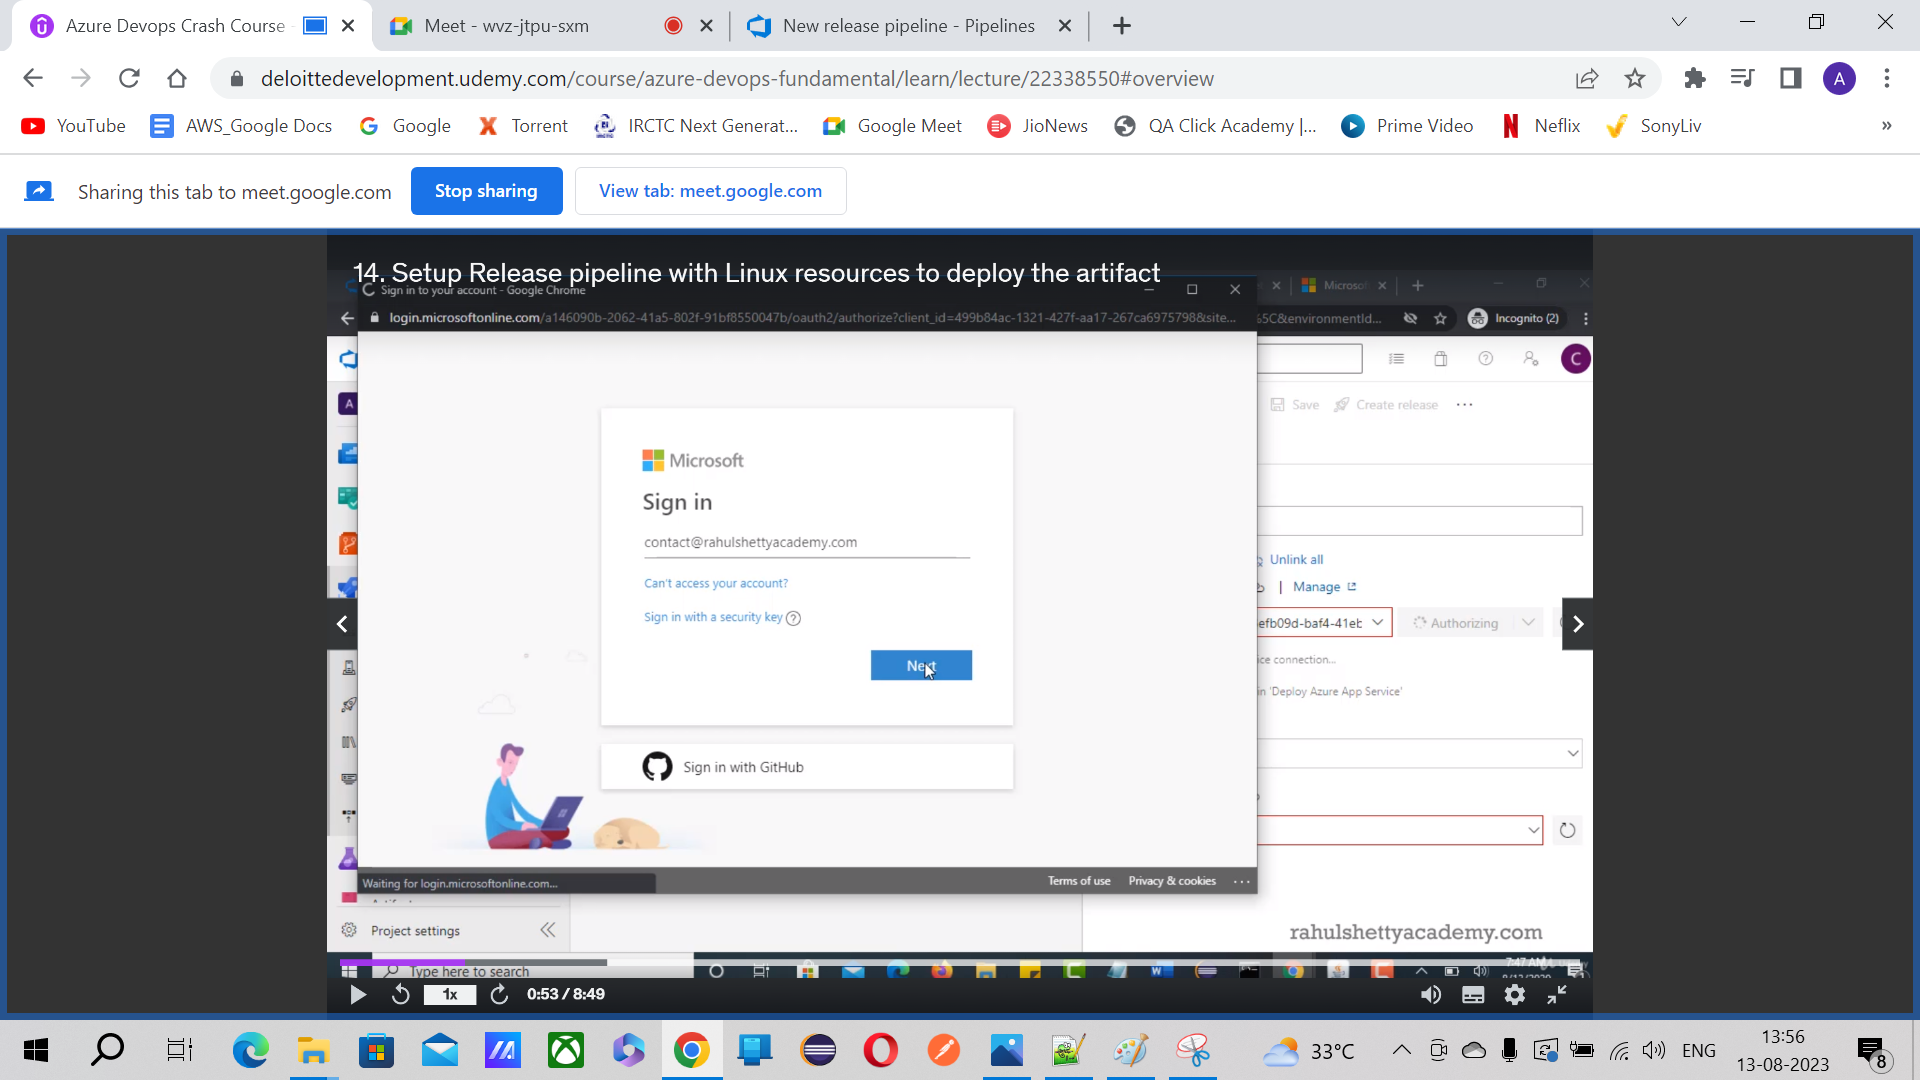 Azure Devops Crash Course
Meet - wvz-jtpu-sxm
New release pipeline - Pipelines
deloittedevelopment.udemy.com/course/azure-devops-fundamental/learn/lecture/22338550#overview
A
YouTube
AWS_Google Docs
Google
Torrent
IRCTC Next Generat...
Google Meet
JioNews
QA Click Academy |...
Prime Video
Neflix
SonyLiv
»
Sharing this tab to meet.google.com
Stop sharing
View tab: meet.google.com
14. Setup Release pipeline with Linux resources to deploy the artifact
Sign in to your account - Google Chrome
Microsof
login.microsoftonline.com/a146090b-2062-41a5-802f-91bf8550047b/oauth2/authorize?client_id=499b84ac-1321-427f-aa17-267ca6975798&site...
5C&environmentId...
Incognito (2)
C
A
Save
Create release
Microsoft
Sign in
contact@rahulshettyacademy.com
Can't access your account?
Sign in with a security key
Next
Sign in with GitHub
Unlink all
| Manage
efb09d-baf4-41eb
Authorizing
ice connection...
in 'Deploy Azure App Service'
Waiting for login.microsoftonline.com...
Terms of use
Privacy & cookies
Project settings
rahulshettyacademy.com
Type here to search
7:47 AM
1x
0:53 / 8:49
33°C
ENG
13:56
13-08-2023
8